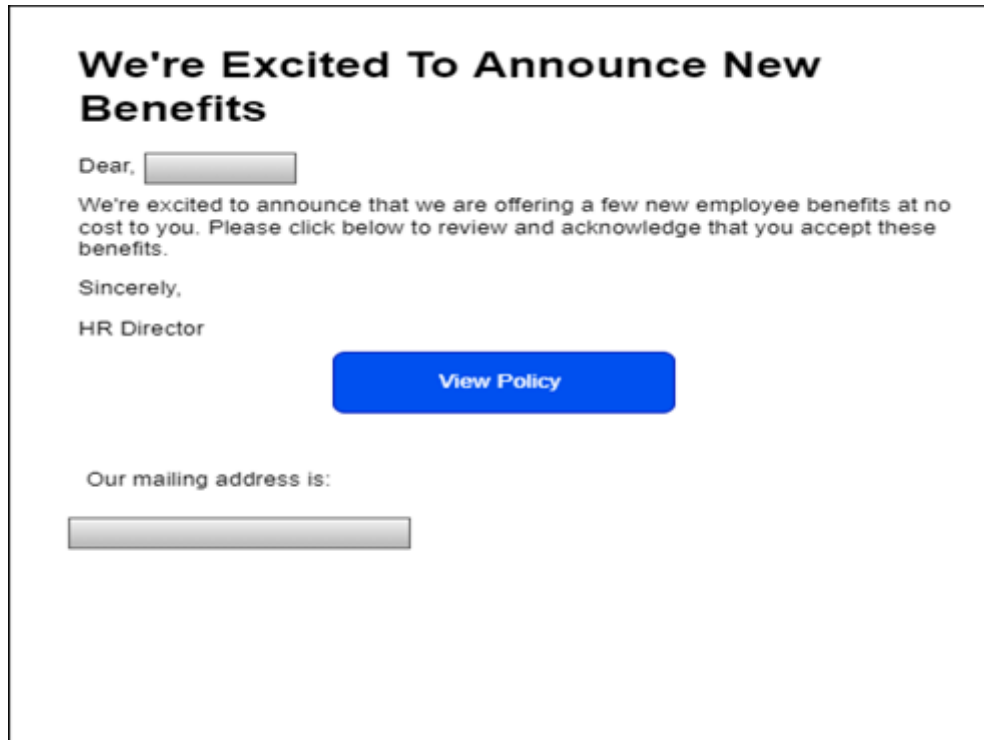 We're Excited To Announce New
Benefits
Dear,
We're excited to announce that we are offering a few new employee benefits at no
cost to you. Please click below to review and acknowledge that you accept these
benefits.
Sincerely,
HR Director
View Policy
Our mailing address is: